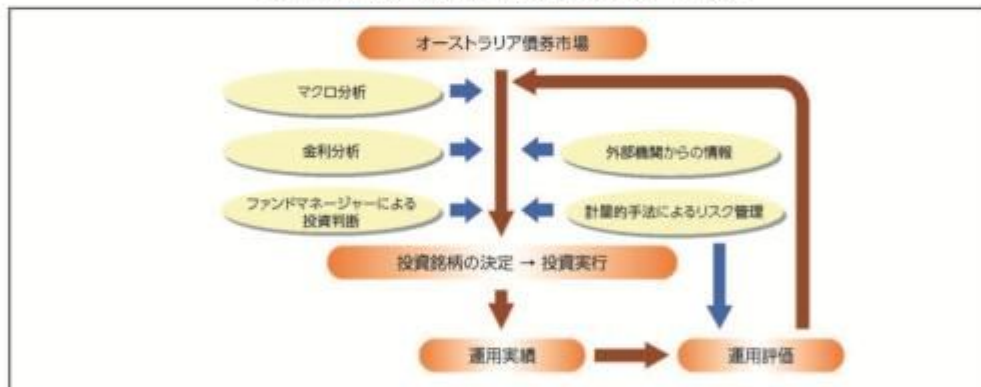 オーストラリア債券市場
マクロ分析
金利分析
外部機関からの情報
ファンドマネージャーによる
投資判断
計量的手法によるリスク管理
投資銘柄の決定 → 投資実行
運用実績
運用評価